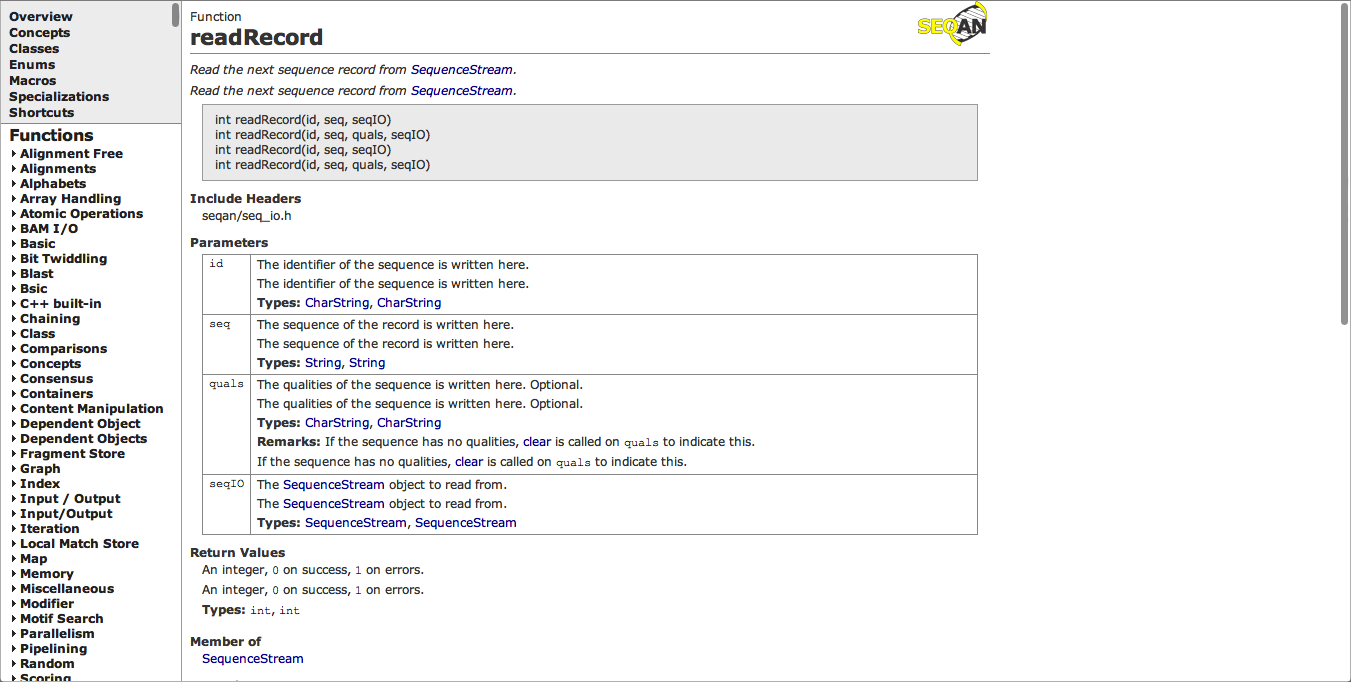 Overview
Concepts
Classes
Enums
Macros
Specializations
Shortcuts
Functions
Alignment Free
Alignments
Alphabets
Array Handling
Atomic Operations
BAM I/O
Basic
Bit Twiddling
Blast
Bsic
C++ built-in
Chaining
Class
Comparisons
Concepts
Consensus
Containers
Content Manipulation
Dependent Object
Dependent Objects
Fragment Store
Graph
Index
Input / Output
Input/Output
Iteration
Local Match Store
Map
Memory
Miscellaneous
Modifier
Motif Search
Parallelism
Pipelining
Random
Scoring
Function
readRecord
SEQAN
Read the next sequence record from SequenceStream.
Read the next sequence record from SequenceStream.
int readRecord(id, seq, seqIO)
int readRecord(id, seq, quals, seqIO)
int readRecord(id, seq, seqIO)
int readRecord(id, seq, quals, seqIO)
Include Headers
seqan/seq_io.h
Parameters
id The identifier of the sequence is written here.
The identifier of the sequence is written here.
Types: CharString, CharString
seq The sequence of the record is written here.
The sequence of the record is written here.
Types: String, String
quals The qualities of the sequence is written here. Optional.
The qualities of the sequence is written here. Optional.
Types: CharString, CharString
Remarks: If the sequence has no qualities, clear is called on quals to indicate this.
If the sequence has no qualities, clear is called on quals to indicate this.
seqIO The SequenceStream object to read from.
The SequenceStream object to read from.
Types: SequenceStream, SequenceStream
Return Values
An integer, 0 on success, 1 on errors.
An integer, 0 on success, 1 on errors.
Types: int, int
Member of
SequenceStream